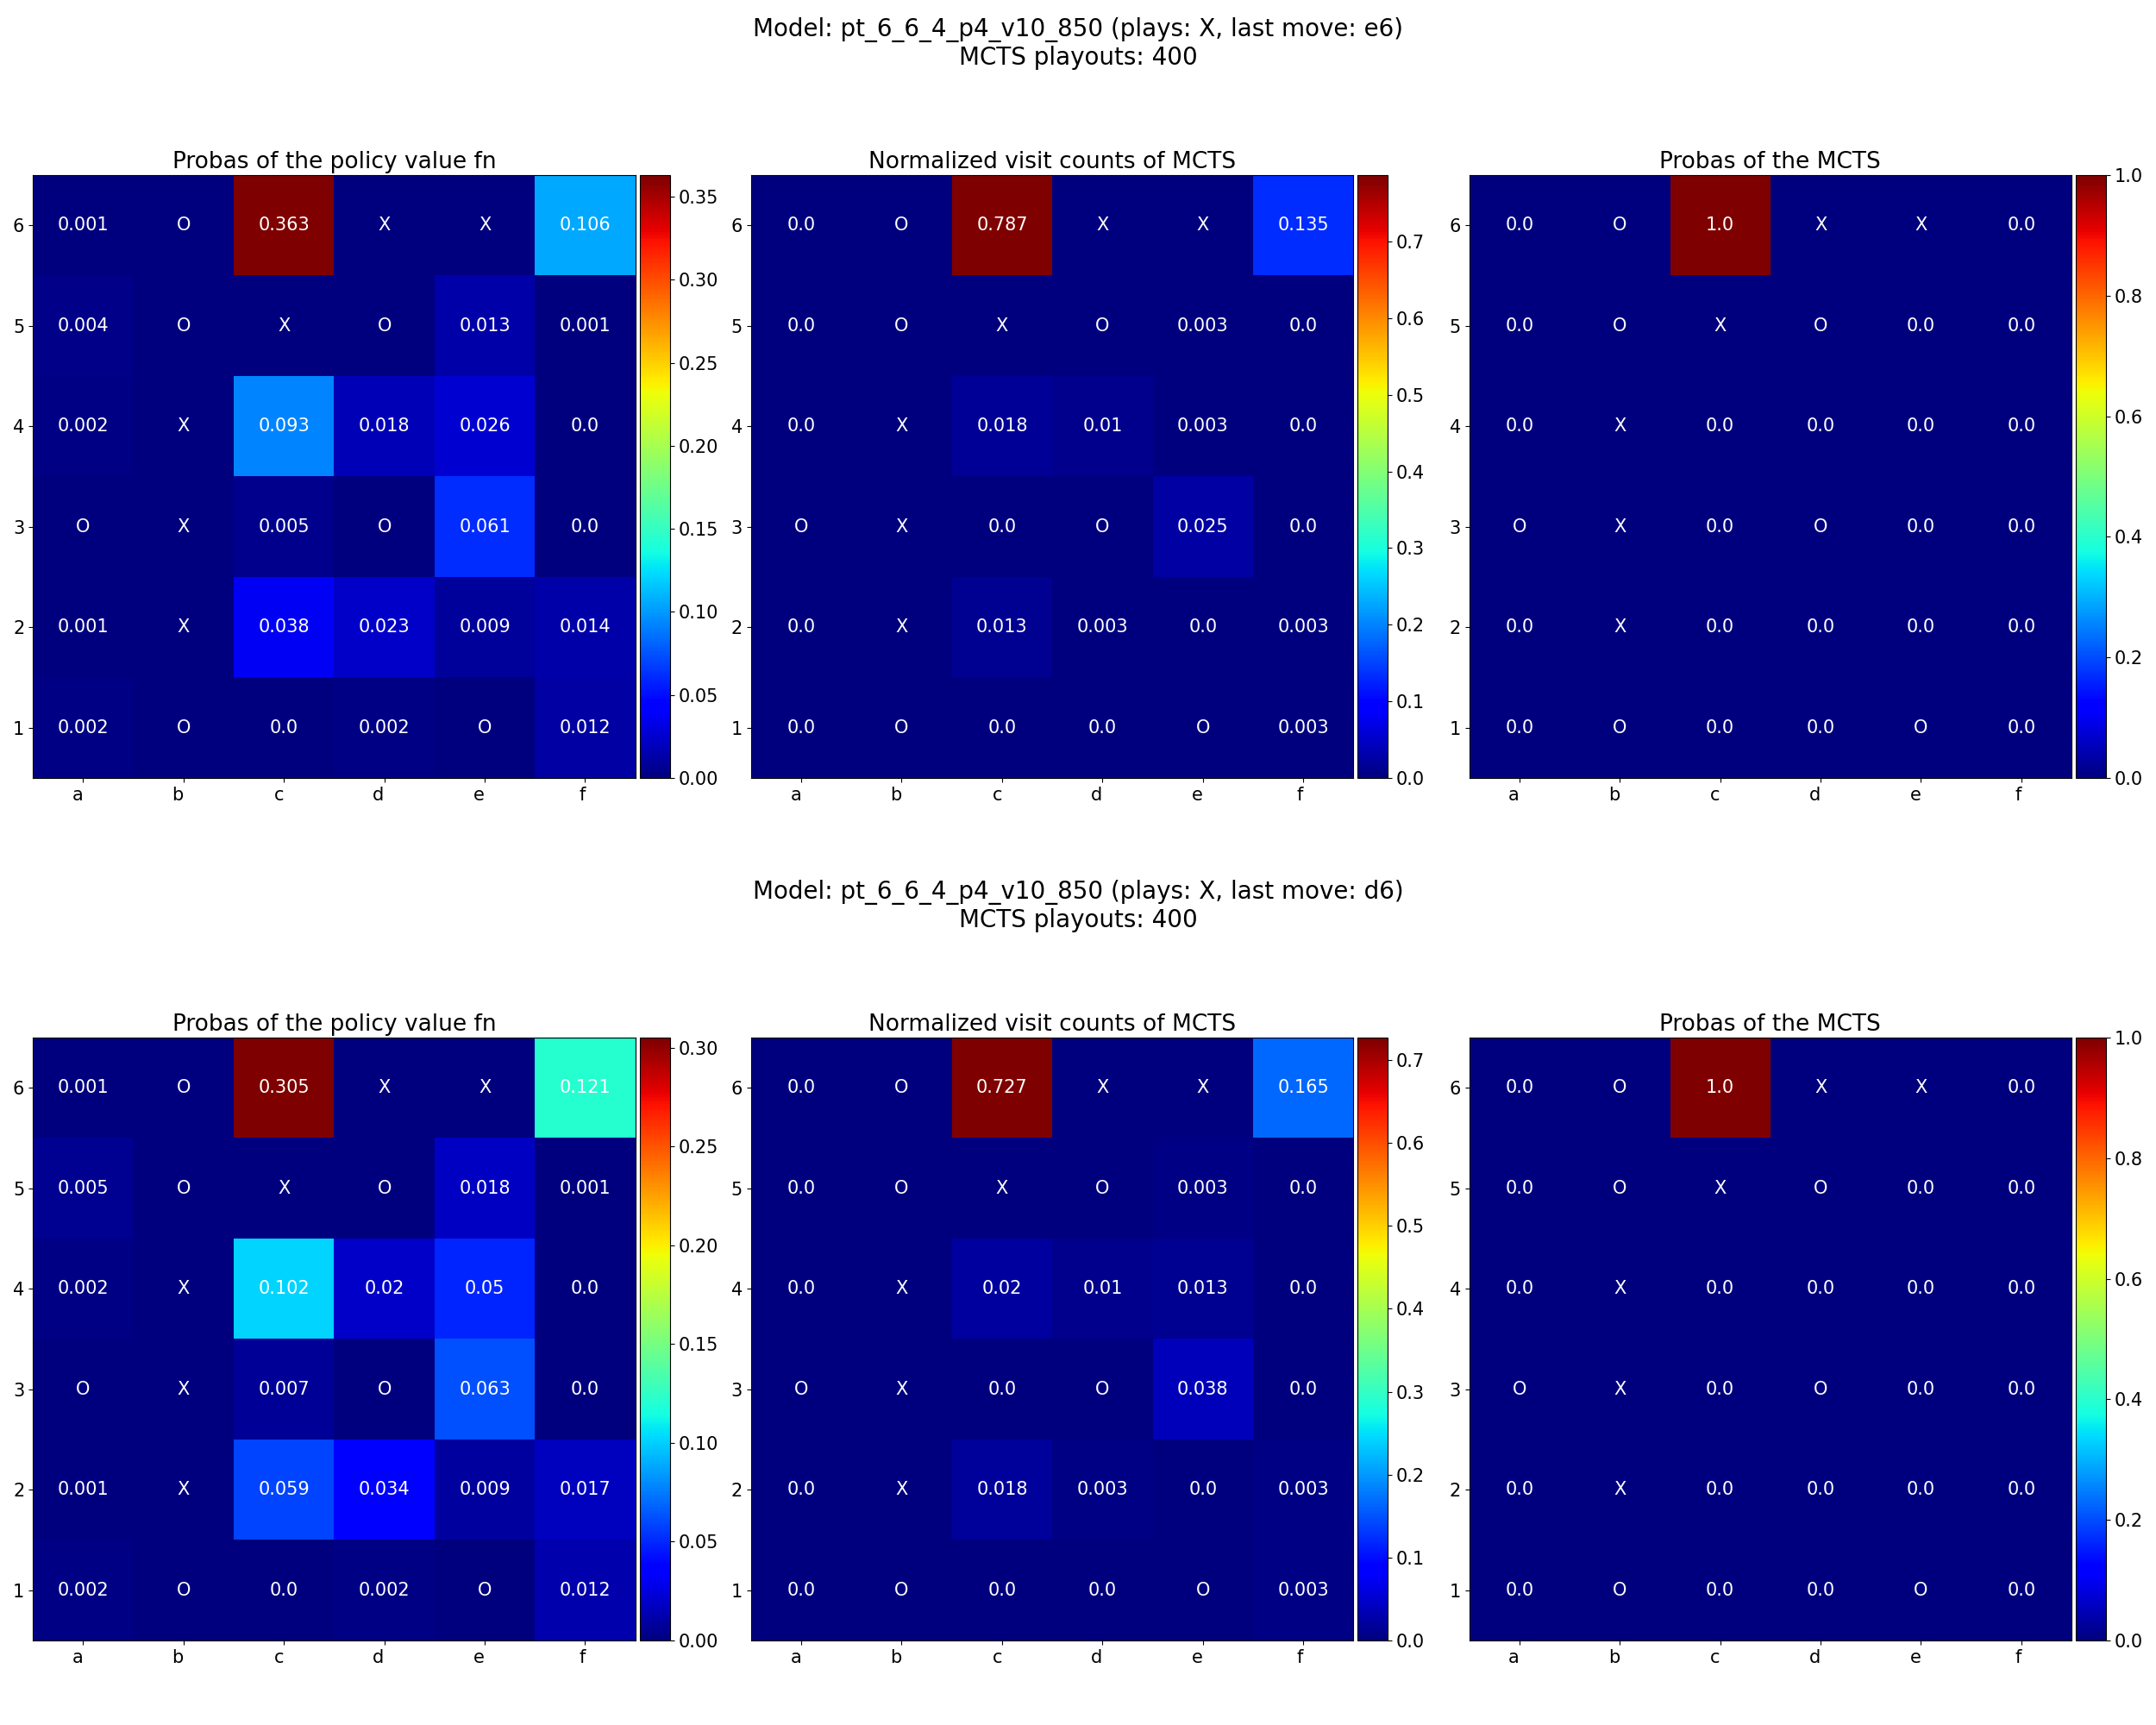 Model: pt_6_6_4_p4_v10_850 (plays: X, last move: e6)
MCTS playouts: 400
Probas of the policy value fn
6 0.001 O 0.363 X X 0.106
5 0.004 O X O 0.013 0.001
4 0.002 X 0.093 0.018 0.026 0.0
3 O X 0.005 O 0.061 0.0
2 0.001 X 0.038 0.023 0.009 0.014
1 0.002 O 0.0 0.002 O 0.012
a b c d e f
0.35
0.30
0.25
0.20
0.15
0.10
0.05
0.00
Normalized visit counts of MCTS
6 0.0 O 0.787 X X 0.135
5 0.0 O X O 0.003 0.0
4 0.0 X 0.018 0.01 0.003 0.0
3 O X 0.0 O 0.025 0.0
2 0.0 X 0.013 0.003 0.0 0.003
1 0.0 O 0.0 0.0 O 0.003
a b c d e f
0.7
0.6
0.5
0.4
0.3
0.2
0.1
0.0
Probas of the MCTS
6 0.0 O 1.0 X X 0.0
5 0.0 O X O 0.0 0.0
4 0.0 X 0.0 0.0 0.0 0.0
3 O X 0.0 O 0.0 0.0
2 0.0 X 0.0 0.0 0.0 0.0
1 0.0 O 0.0 0.0 O 0.0
a b c d e f
1.0
0.8
0.6
0.4
0.2
0.0
Model: pt_6_6_4_p4_v10_850 (plays: X, last move: d6)
MCTS playouts: 400
Probas of the policy value fn
6 0.001 O 0.305 X X 0.121
5 0.005 O X O 0.018 0.001
4 0.002 X 0.102 0.02 0.05 0.0
3 O X 0.007 O 0.063 0.0
2 0.001 X 0.059 0.034 0.009 0.017
1 0.002 O 0.0 0.002 O 0.012
a b c d e f
0.30
0.25
0.20
0.15
0.10
0.05
0.00
Normalized visit counts of MCTS
6 0.0 O 0.727 X X 0.165
5 0.0 O X O 0.003 0.0
4 0.0 X 0.02 0.01 0.013 0.0
3 O X 0.0 O 0.038 0.0
2 0.0 X 0.018 0.003 0.0 0.003
1 0.0 O 0.0 0.0 O 0.003
a b c d e f
0.7
0.6
0.5
0.4
0.3
0.2
0.1
0.0
Probas of the MCTS
6 0.0 O 1.0 X X 0.0
5 0.0 O X O 0.0 0.0
4 0.0 X 0.0 0.0 0.0 0.0
3 O X 0.0 O 0.0 0.0
2 0.0 X 0.0 0.0 0.0 0.0
1 0.0 O 0.0 0.0 O 0.0
a b c d e f
1.0
0.8
0.6
0.4
0.2
0.0